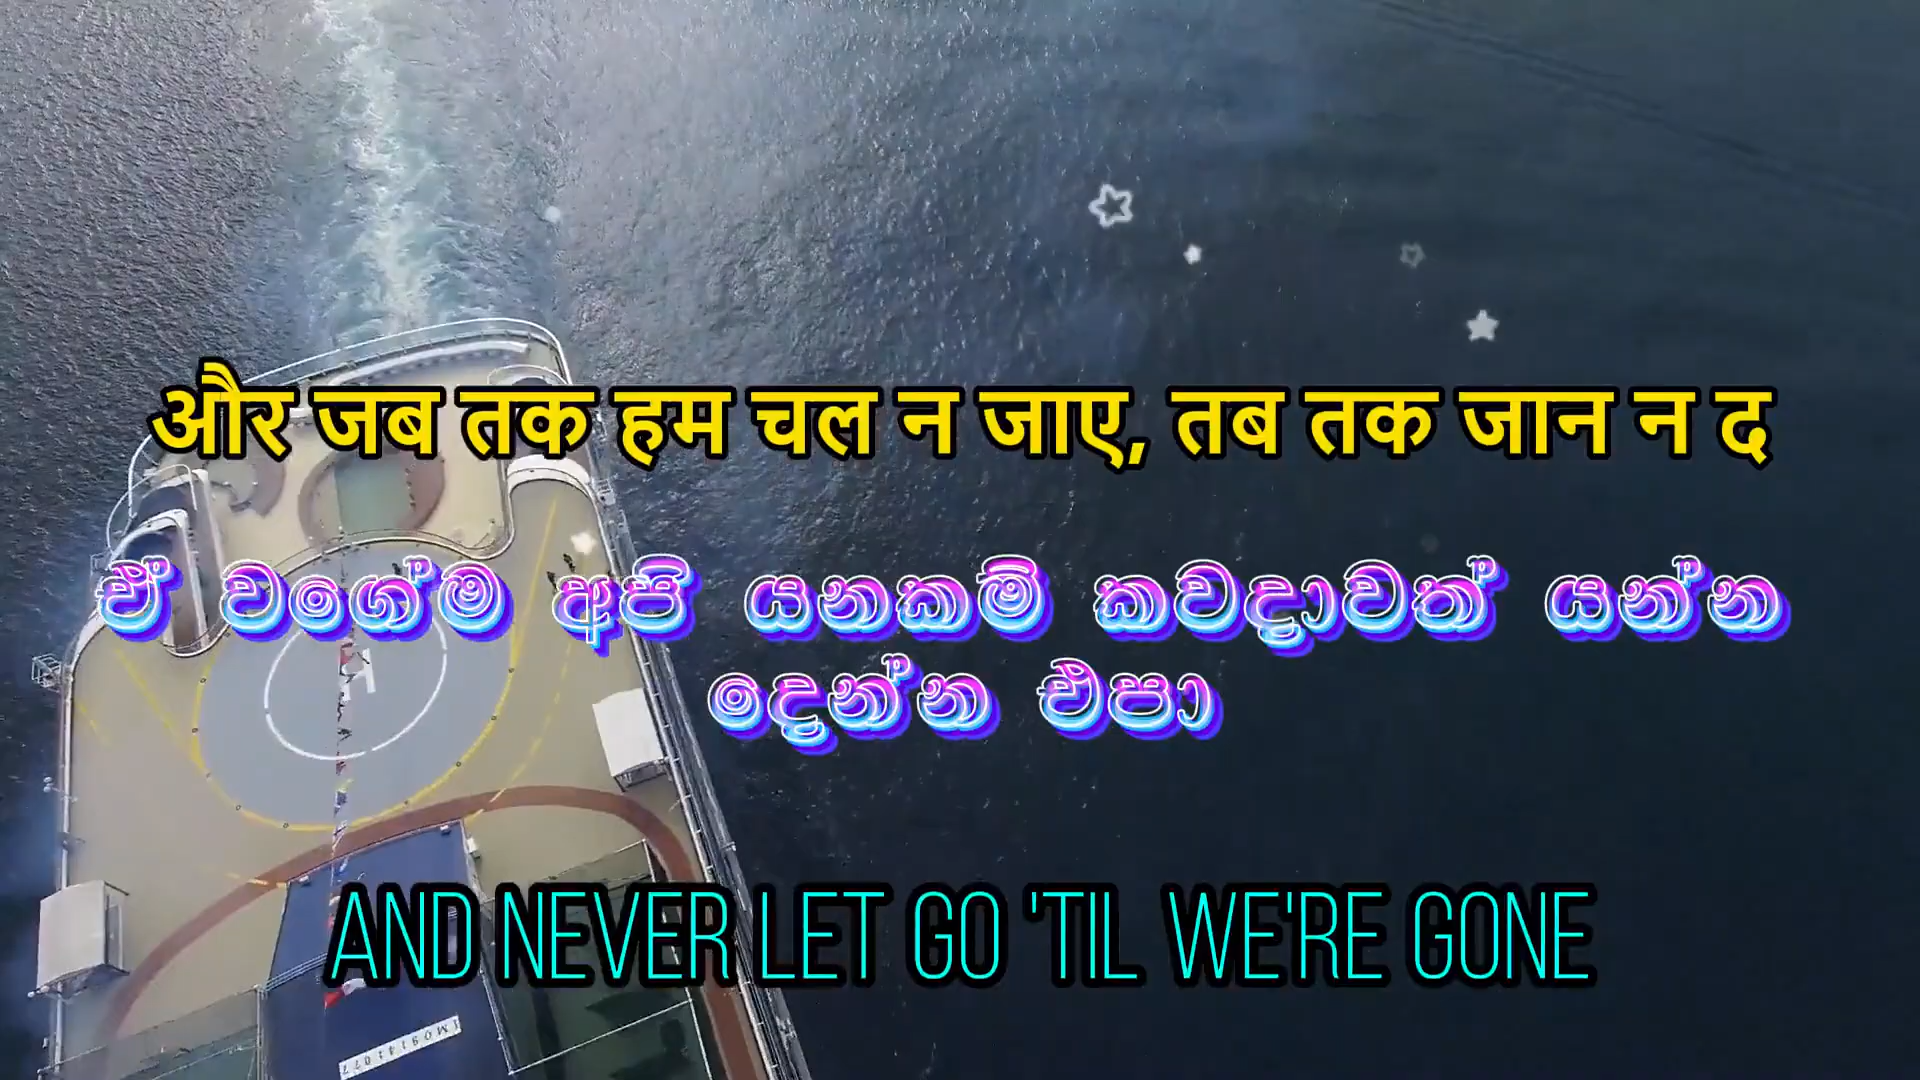 और जब तक हम चल न जाए, तब तक जान न द
ඒ වගේම අපි යනකම් කවදාවත් යන්න
දෙන්න එපා
AND NEVER LET GO 'TIL WE'RE GONE
H